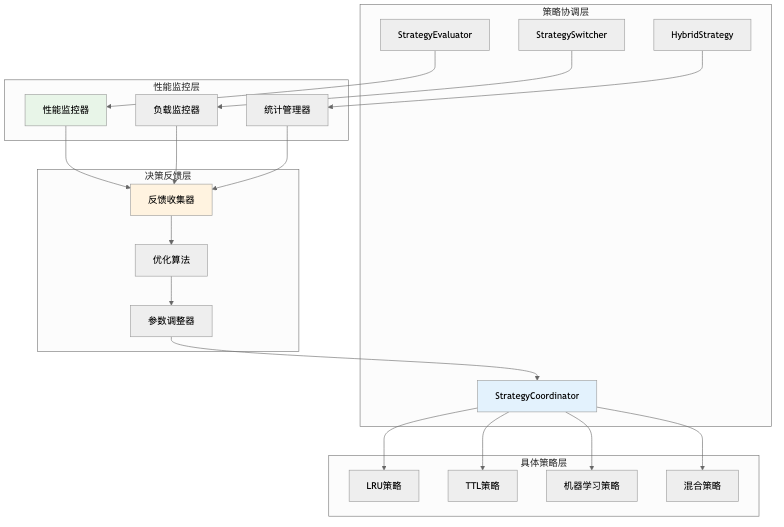 策略协调层
StrategyEvaluator
StrategySwitcher
HybridStrategy
性能监控层
性能监控器
负载监控器
统计管理器
决策反馈层
反馈收集器
优化算法
参数调整器
StrategyCoordinator
具体策略层
LRU策略
TTL策略
机器学习策略
混合策略